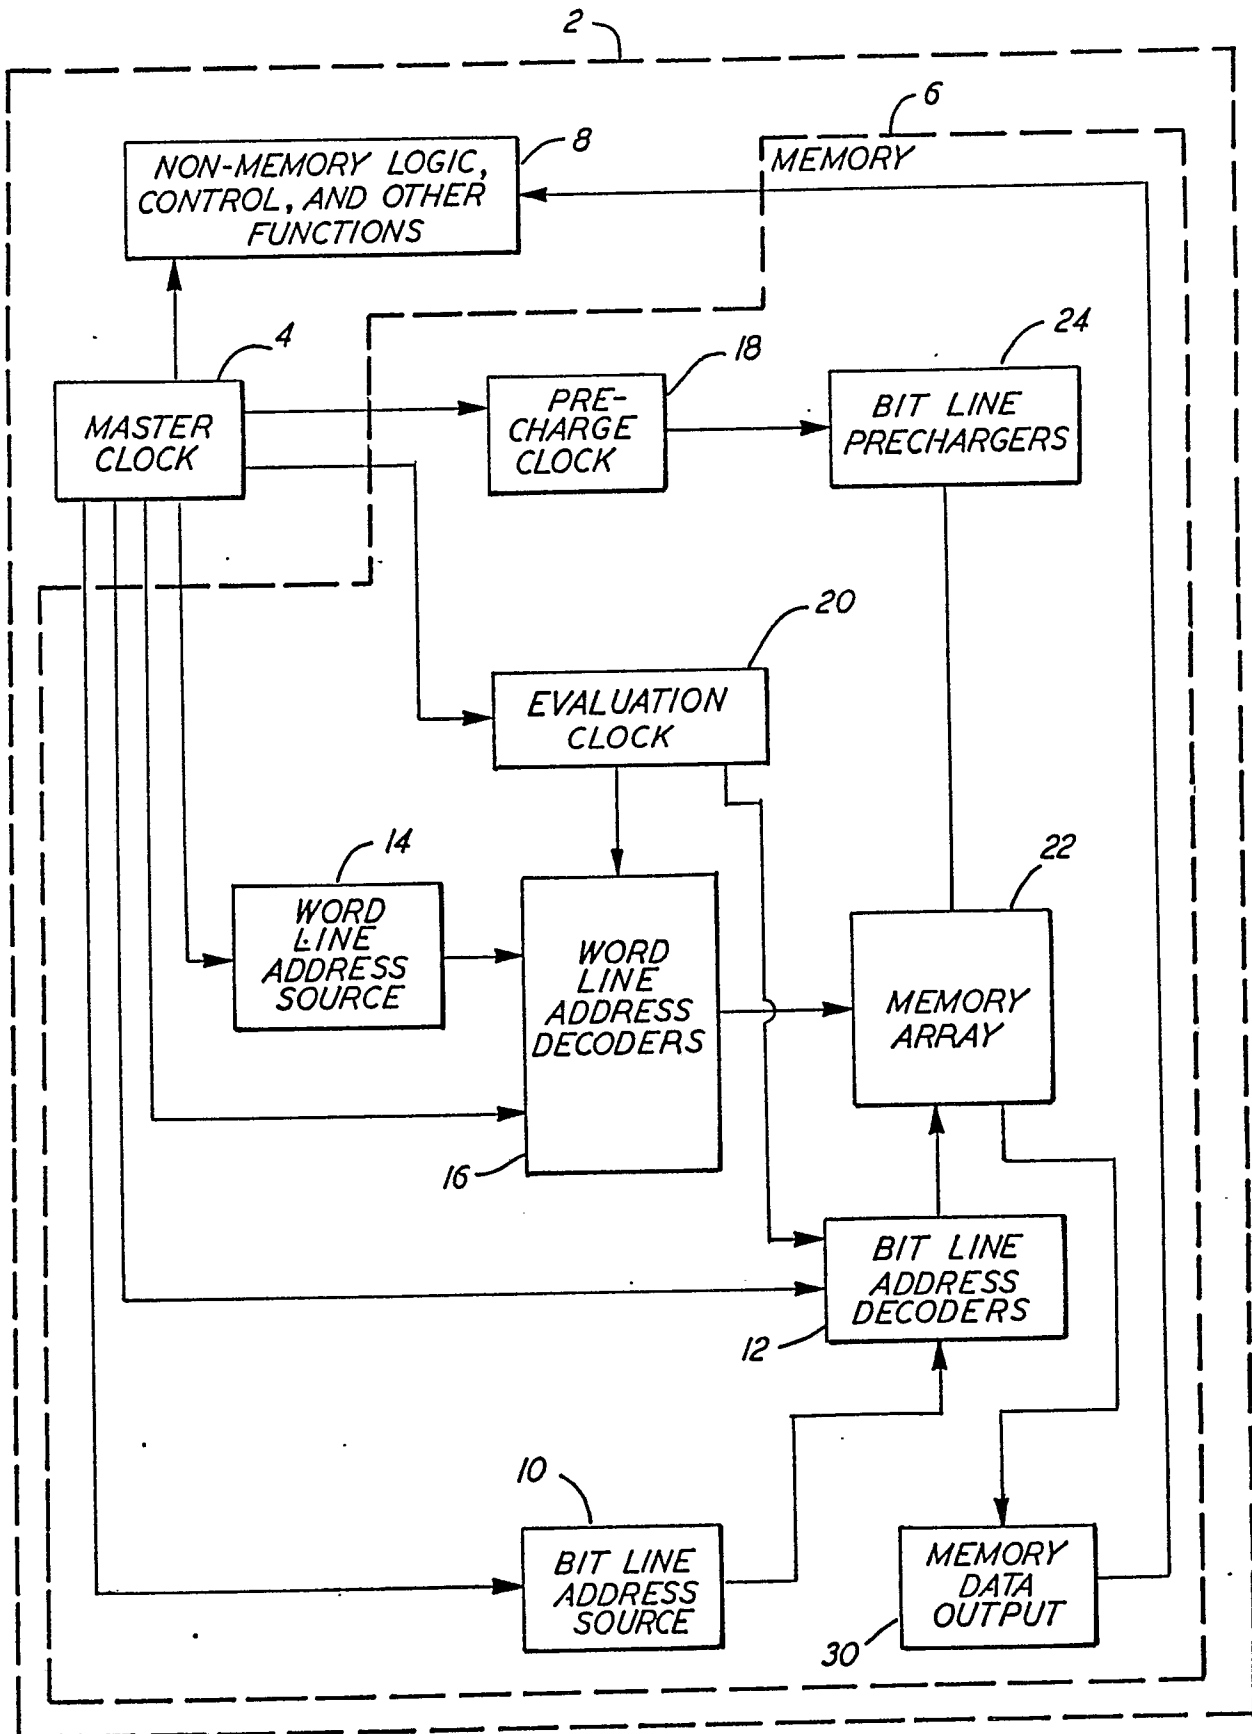 2
6
8
NON-MEMORY LOGIC,
CONTROL, AND OTHER
FUNCTIONS
MEMORY
4
MASTER
CLOCK
18
PRE-
CHARGE
CLOCK
24
BIT LINE
PRECHARGERS
20
EVALUATION
CLOCK
14
WORD
LINE
ADDRESS
SOURCE
WORD
LINE
ADDRESS
DECODERS
16
22
MEMORY
ARRAY
BIT LINE
ADDRESS
DECODERS
12
10
BIT LINE
ADDRESS
SOURCE
MEMORY
DATA
OUTPUT
30